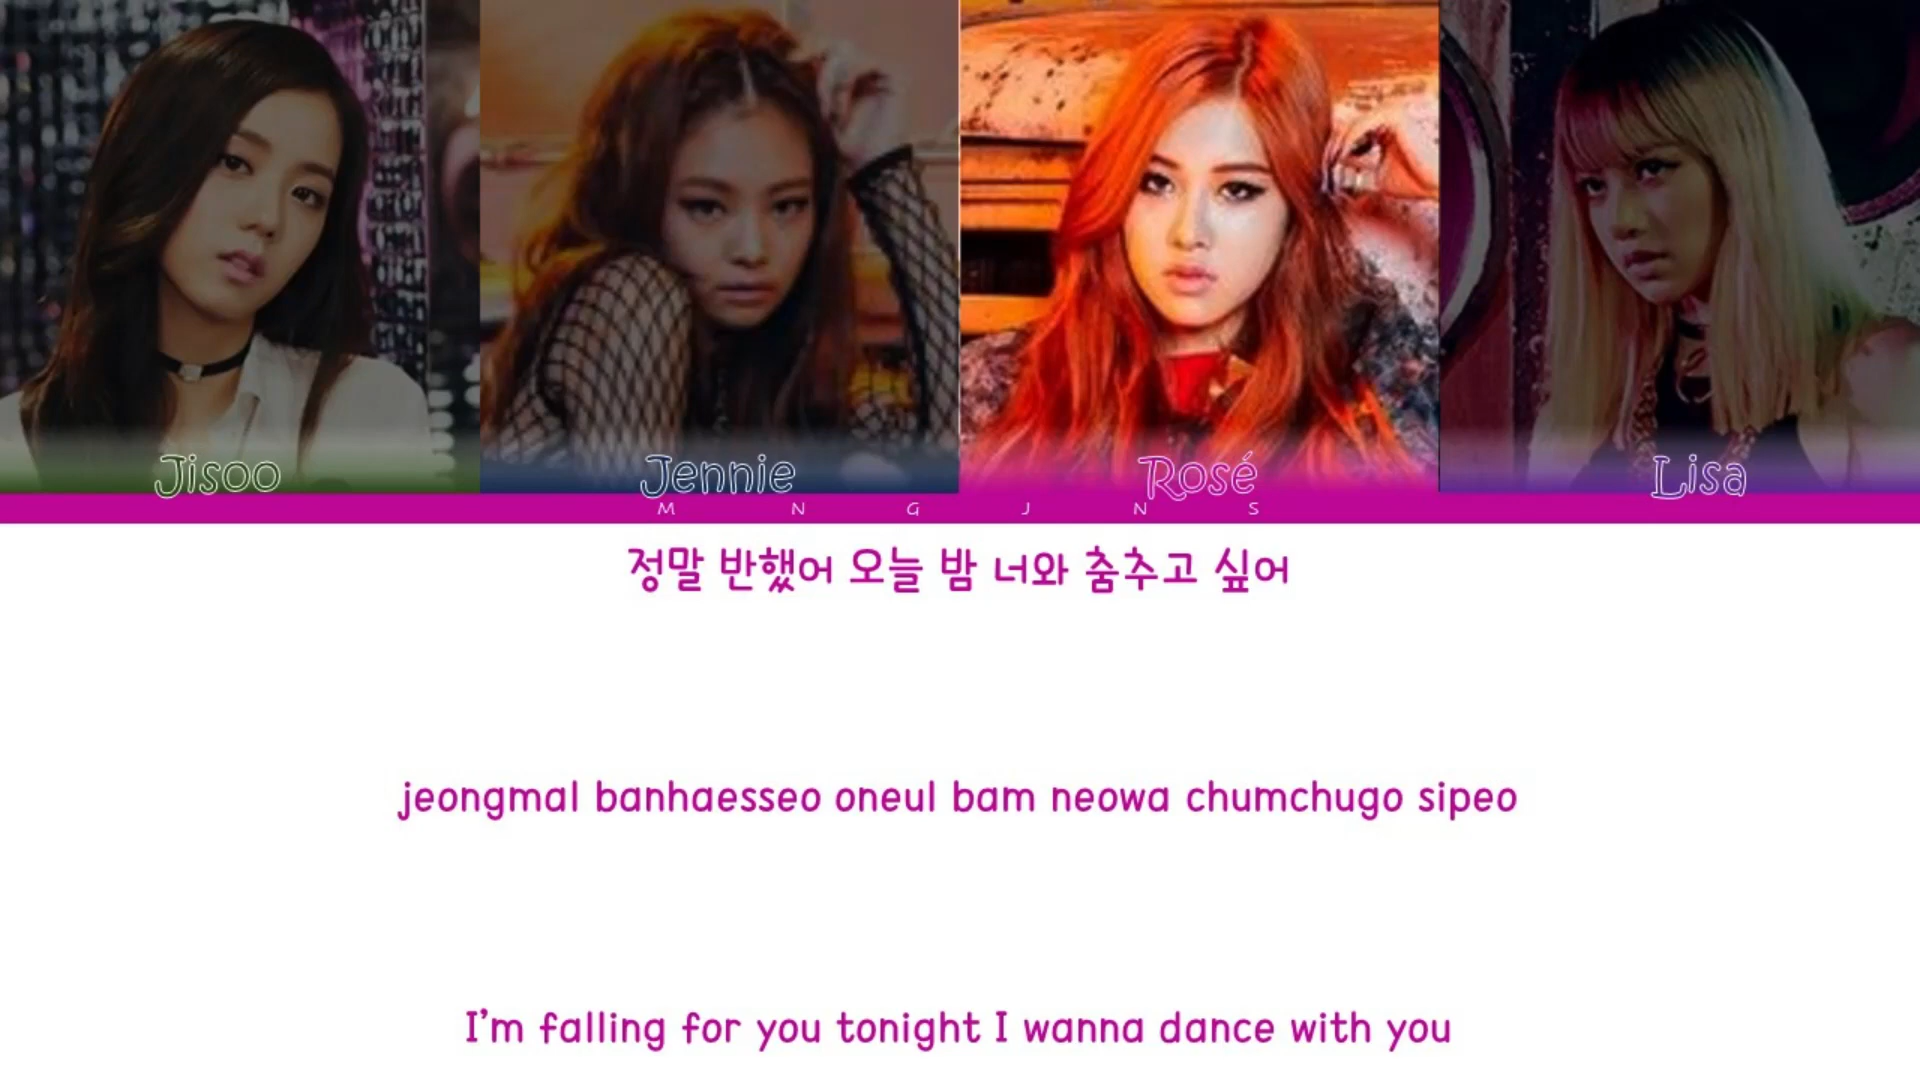 Jisoo Jennie Rosé Lisa
M N G J N S
정말 반했어 오늘 밤 너와 춤추고 싶어
jeongmal banhaesseo oneul bam neowa chumchugo sipeo
I'm falling for you tonight I wanna dance with you